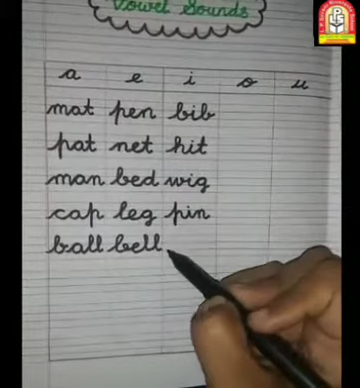 Vowel Sounds
a e i o u
mat pen bib
pat net hit
man bed wig
cap leg pin
ball bell